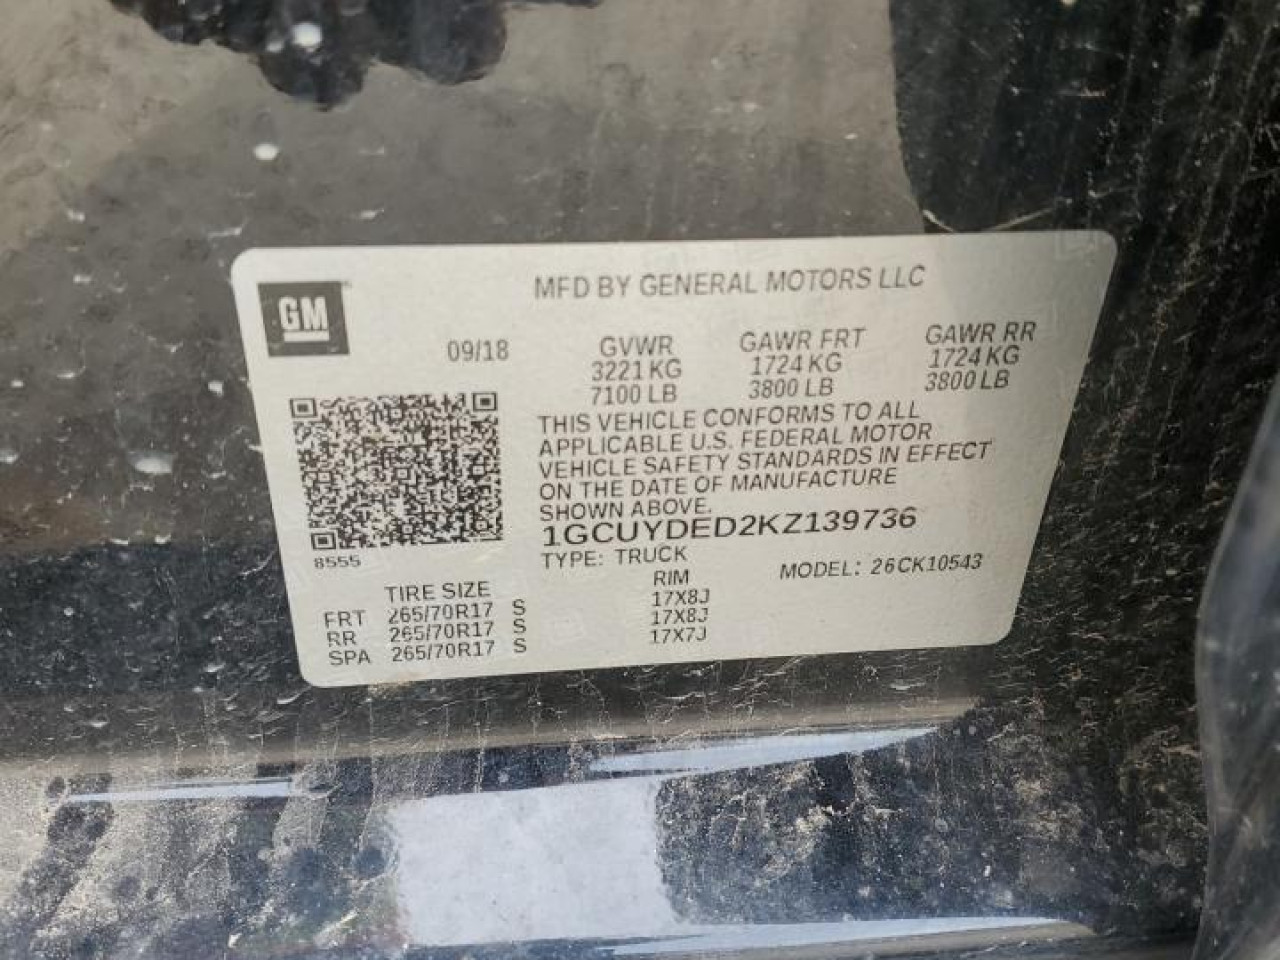 GM
MFD BY GENERAL MOTORS LLC
09/18
GVWR GAWR FRT GAWR RR
3221 KG 1724 KG 1724 KG
7100 LB 3800 LB 3800 LB
THIS VEHICLE CONFORMS TO ALL
APPLICABLE U.S. FEDERAL MOTOR
VEHICLE SAFETY STANDARDS IN EFFECT
ON THE DATE OF MANUFACTURE
SHOWN ABOVE.
1GCUYDED2KZ139736
8555
TYPE: TRUCK MODEL: 26CK10543
TIRE SIZE RIM
FRT 265/70R17 S 17X8J
RR 265/70R17 S 17X8J
SPA 265/70R17 S 17X7J